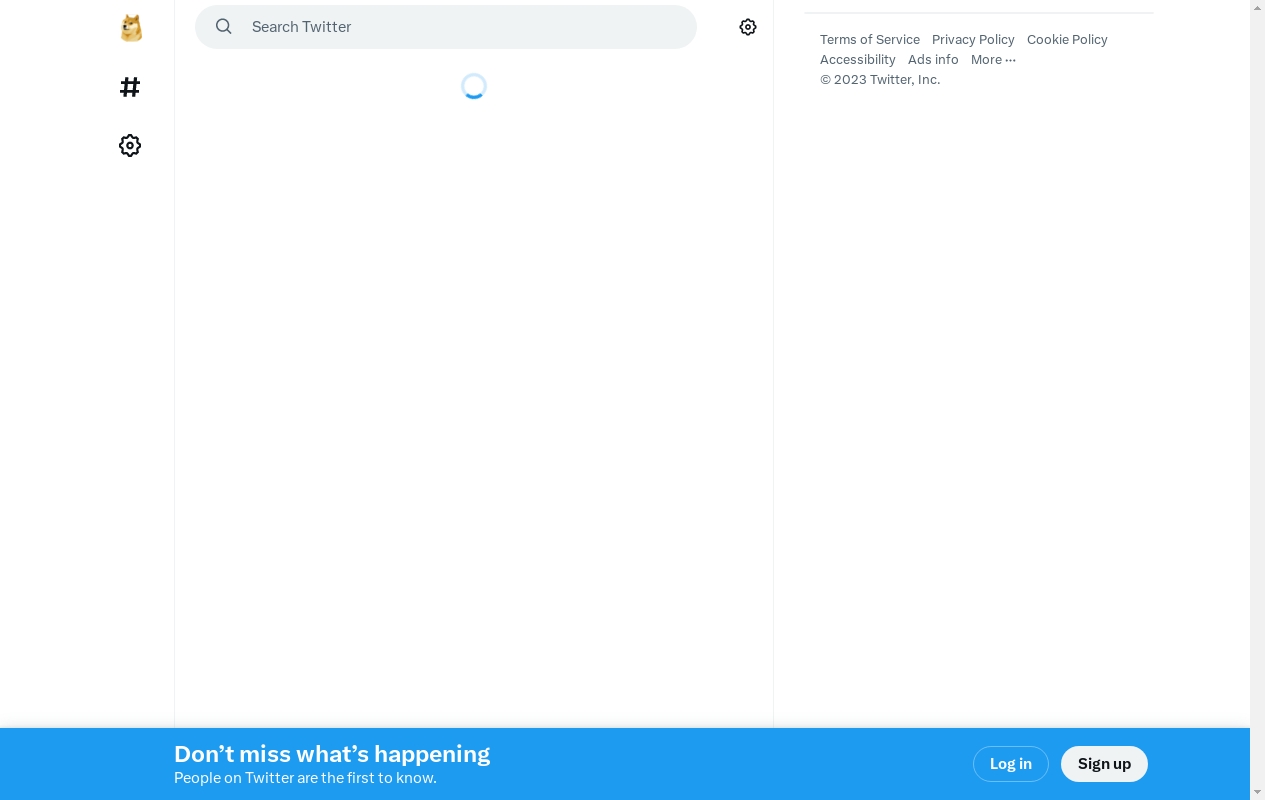 Search Twitter
Terms of Service Privacy Policy Cookie Policy
Accessibility Ads info More ···
© 2023 Twitter, Inc.
Don’t miss what’s happening
People on Twitter are the first to know.
Log in Sign up